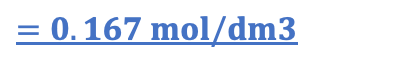 = 0.167 mol/dm3